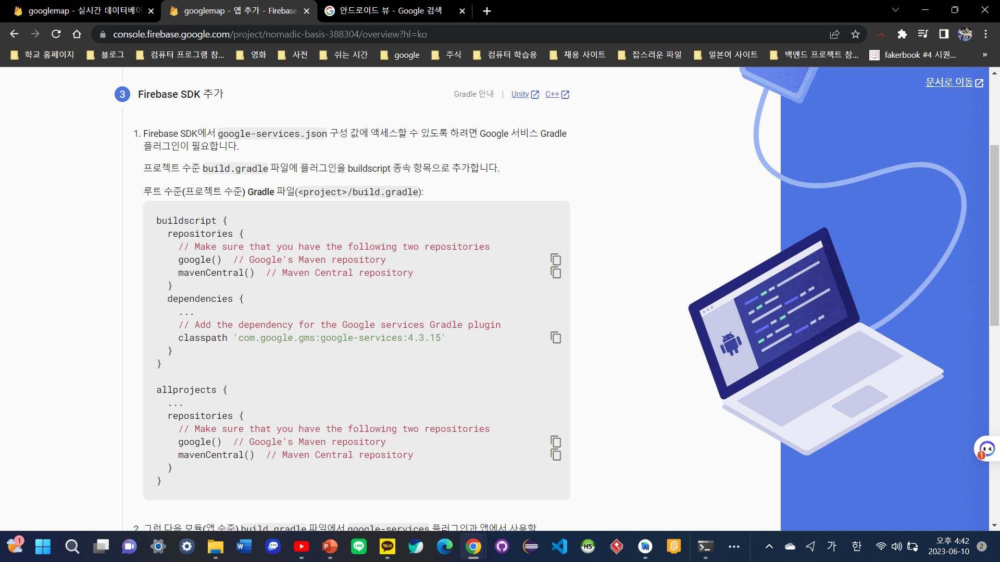 googlemap - 실시간 데이터베이
googlemap - 앱 추가 - Firebase
안드로이드 뷰 - Google 검색
console.firebase.google.com/project/nomadic-basis-388304/overview?hl=ko
학교 홈페이지 블로그 컴퓨터 프로그램 참... 영화 사전 쉬는 시간 google 주식 컴퓨터 학습용 채용 사이트 잡스러운 파일 일본어 사이트 백앤드 프로젝트 참... fakerbook #4 시퀀... »
문서로 이동
3 Firebase SDK 추가
Gradle 안내 | Unity C++
1. Firebase SDK에서 google-services.json 구성 값에 액세스할 수 있도록 하려면 Google 서비스 Gradle
플러그인이 필요합니다.
프로젝트 수준 build.gradle 파일에 플러그인을 buildscript 종속 항목으로 추가합니다.
루트 수준(프로젝트 수준) Gradle 파일(<project>/build.gradle):
buildscript {
repositories {
// Make sure that you have the following two repositories
google() // Google's Maven repository
mavenCentral() // Maven Central repository
}
dependencies {
...
// Add the dependency for the Google services Gradle plugin
classpath 'com.google.gms:google-services:4.3.15'
}
}
allprojects {
...
repositories {
// Make sure that you have the following two repositories
google() // Google's Maven repository
mavenCentral() // Maven Central repository
}
}
1
2. 그런 다음 모듈(앱 수준) build.gradle 파일에서 google-services 플러그인과 앱에서 사용할
1
W
P
LINE
TALK
HS
가
한
오후 4:42
2023-06-10
2